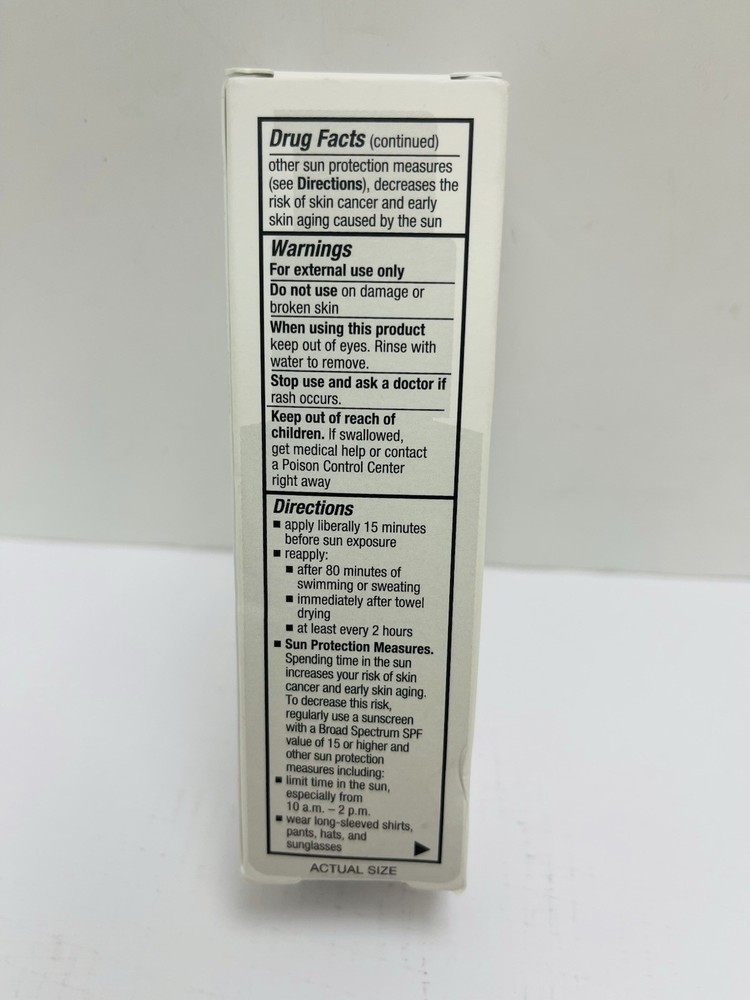 Drug Facts (continued)
other sun protection measures
(see Directions), decreases the
risk of skin cancer and early
skin aging caused by the sun
Warnings
For external use only
Do not use on damage or
broken skin
When using this product
keep out of eyes. Rinse with
water to remove.
Stop use and ask a doctor if
rash occurs.
Keep out of reach of
children. If swallowed,
get medical help or contact
a Poison Control Center
right away
Directions
■ apply liberally 15 minutes
before sun exposure
■ reapply:
■ after 80 minutes of
swimming or sweating
■ immediately after towel
drying
■ at least every 2 hours
■ Sun Protection Measures.
Spending time in the sun
increases your risk of skin
cancer and early skin aging.
To decrease this risk,
regularly use a sunscreen
with a Broad Spectrum SPF
value of 15 or higher and
other sun protection
measures including:
■ limit time in the sun,
especially from
10 a.m. – 2 p.m.
■ wear long-sleeved shirts,
pants, hats, and
sunglasses
ACTUAL SIZE